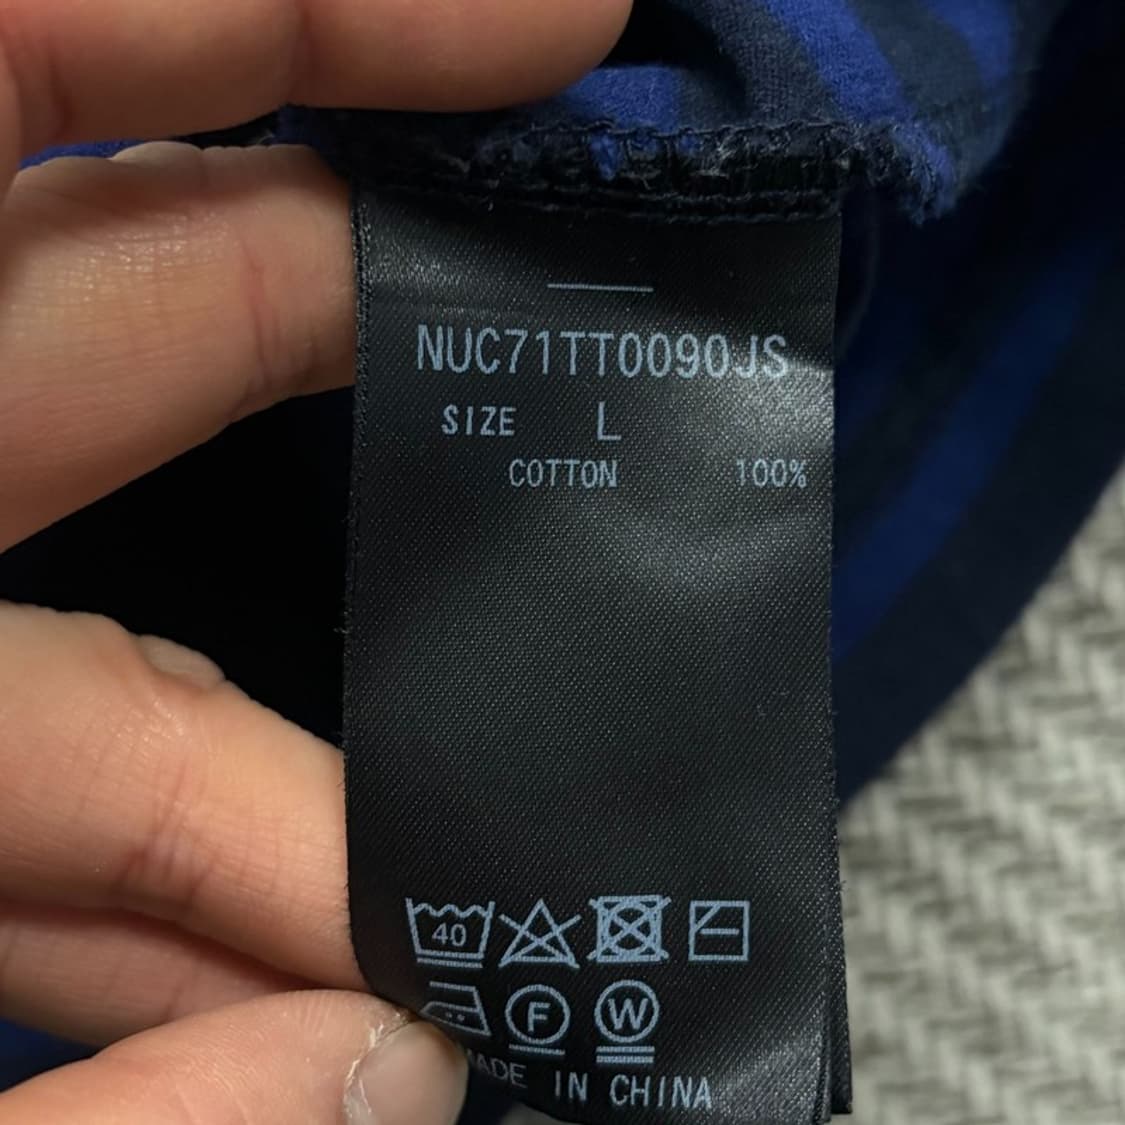 NUC71TT0090JS
SIZE L
COTTON 100%
40
F W
MADE IN CHINA